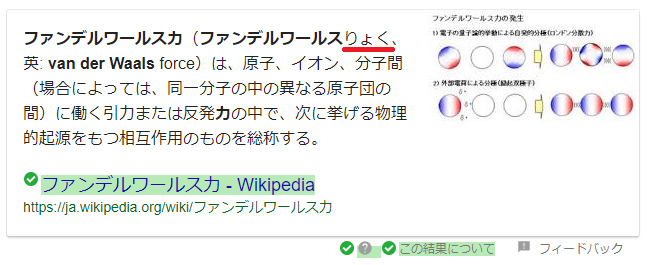 ファンデルワールス力（ファンデルワールスりょく、
英: van der Waals force）は、原子、イオン、分子間
（場合によっては、同一分子の中の異なる原子団の
間）に働く引力または反発力の中で、次に挙げる物理
的起源をもつ相互作用のものを総称する。
ファンデルワールス力の発生
1) 電子の量子論的挙動による自発的分極(ロンドン分散力)
2) 外部電荷による分極(励起双極子)
δ+
δ+
ファンデルワールス力 - Wikipedia
https://ja.wikipedia.org/wiki/ファンデルワールス力
この結果について
フィードバック